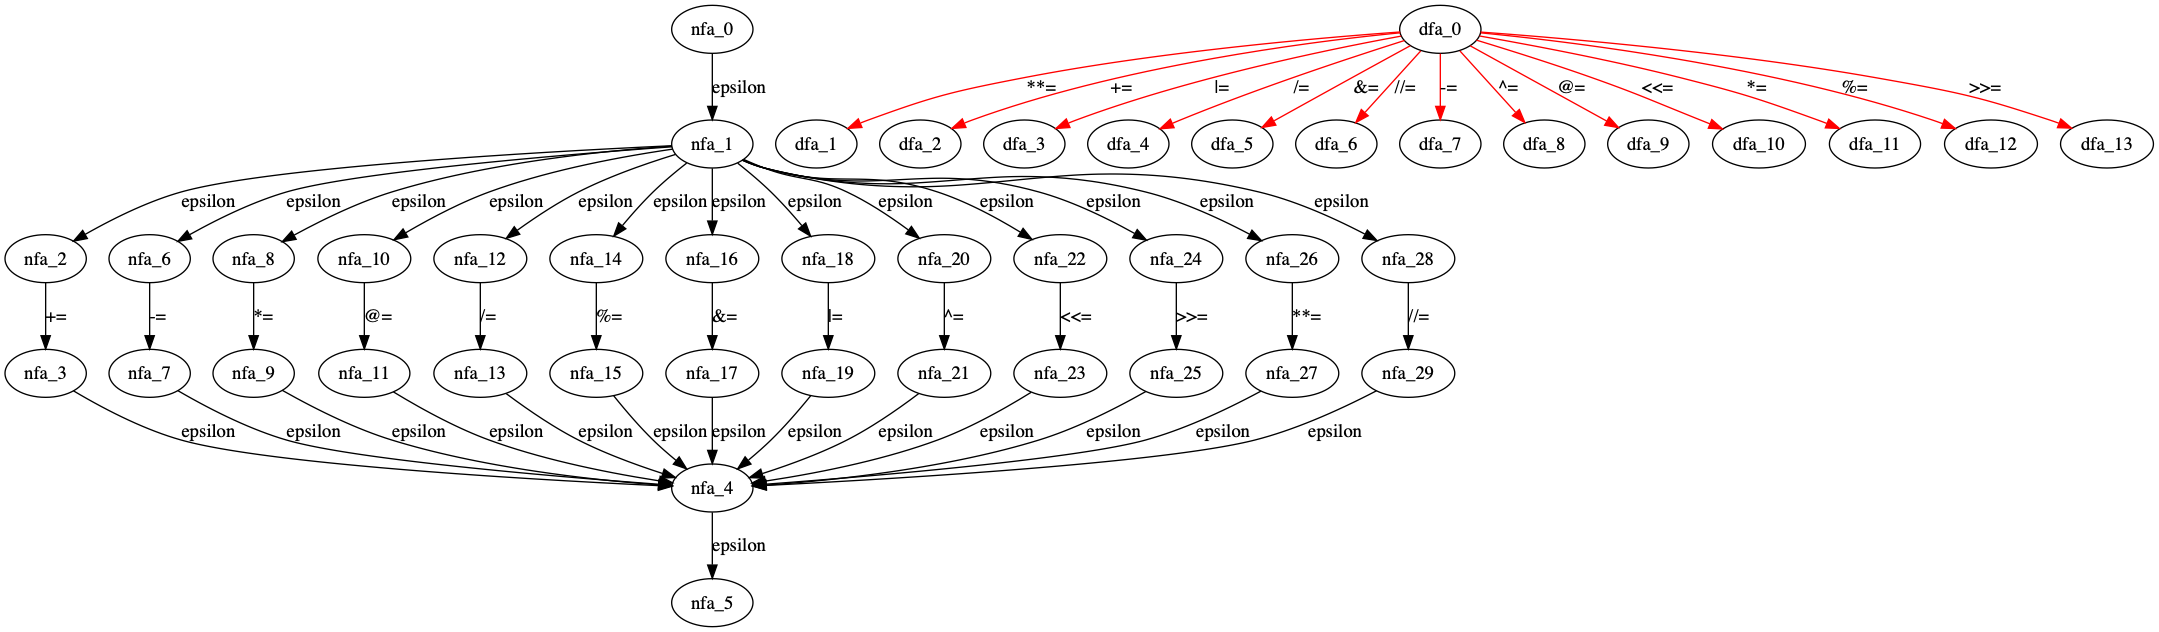 nfa_0 dfa_0
epsilon **= += |= /= &= //= -= ^= @= <<= *= %= >>=
nfa_1 dfa_1 dfa_2 dfa_3 dfa_4 dfa_5 dfa_6 dfa_7 dfa_8 dfa_9 dfa_10 dfa_11 dfa_12 dfa_13
epsilon epsilon epsilon epsilon epsilon epsilon epsilon epsilon epsilon epsilon epsilon epsilon epsilon
nfa_2 nfa_6 nfa_8 nfa_10 nfa_12 nfa_14 nfa_16 nfa_18 nfa_20 nfa_22 nfa_24 nfa_26 nfa_28
+= -= *= @= /= %= &= |= ^= <<= >>= **= //=
nfa_3 nfa_7 nfa_9 nfa_11 nfa_13 nfa_15 nfa_17 nfa_19 nfa_21 nfa_23 nfa_25 nfa_27 nfa_29
epsilon epsilon epsilon epsilon epsilon epsilon epsilon epsilon epsilon epsilon epsilon epsilon epsilon
nfa_4
epsilon
nfa_5